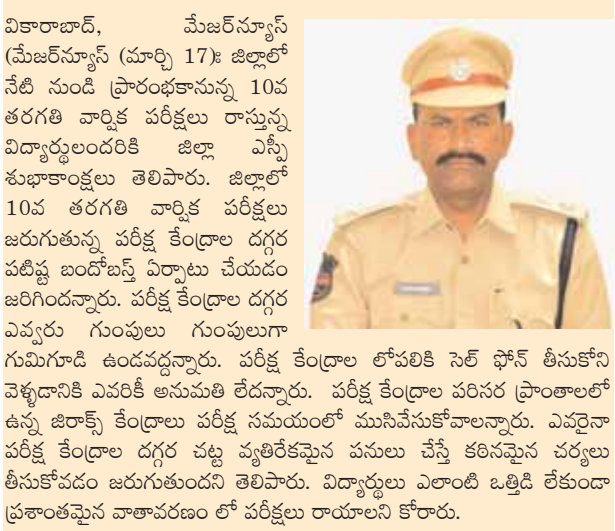 వికారాబాద్, మేజర్‌న్యూస్
(మేజర్‌న్యూస్ (మార్చి 17)ః జిల్లాలో
నేటి నుండి ప్రారంభకానున్న 10వ
తరగతి వార్షిక పరీక్షలు రాస్తున్న
విద్యార్థులందరికి జిల్లా ఎస్పీ
శుభాకాంక్షలు తెలిపారు. జిల్లాలో
10వ తరగతి వార్షిక పరీక్షలు
జరుగుతున్న పరీక్ష కేంద్రాల దగ్గర
పటిష్ట బందోబస్త్ ఏర్పాటు చేయడం
జరిగిందన్నారు. పరీక్ష కేంద్రాల దగ్గర
ఎవ్వరు గుంపులు గుంపులుగా
గుమిగూడి ఉండవద్దన్నారు. పరీక్ష కేంద్రాల లోపలికి సెల్ ఫోన్ తీసుకోని
వెళ్ళడానికి ఎవరికీ అనుమతి లేదన్నారు. పరీక్ష కేంద్రాల పరిసర ప్రాంతాలలో
ఉన్న జిరాక్స్ కేంద్రాలు పరీక్ష సమయంలో ముసివేసుకోవాలన్నారు. ఎవరైనా
పరీక్ష కేంద్రాల దగ్గర చట్ట వ్యతిరేకమైన పనులు చేస్తే కఠినమైన చర్యలు
తీసుకోవడం జరుగుతుందని తెలిపారు. విద్యార్థులు ఎలాంటి ఒత్తిడి లేకుండా
ప్రశాంతమైన వాతావరణం లో పరీక్షలు రాయాలని కోరారు.